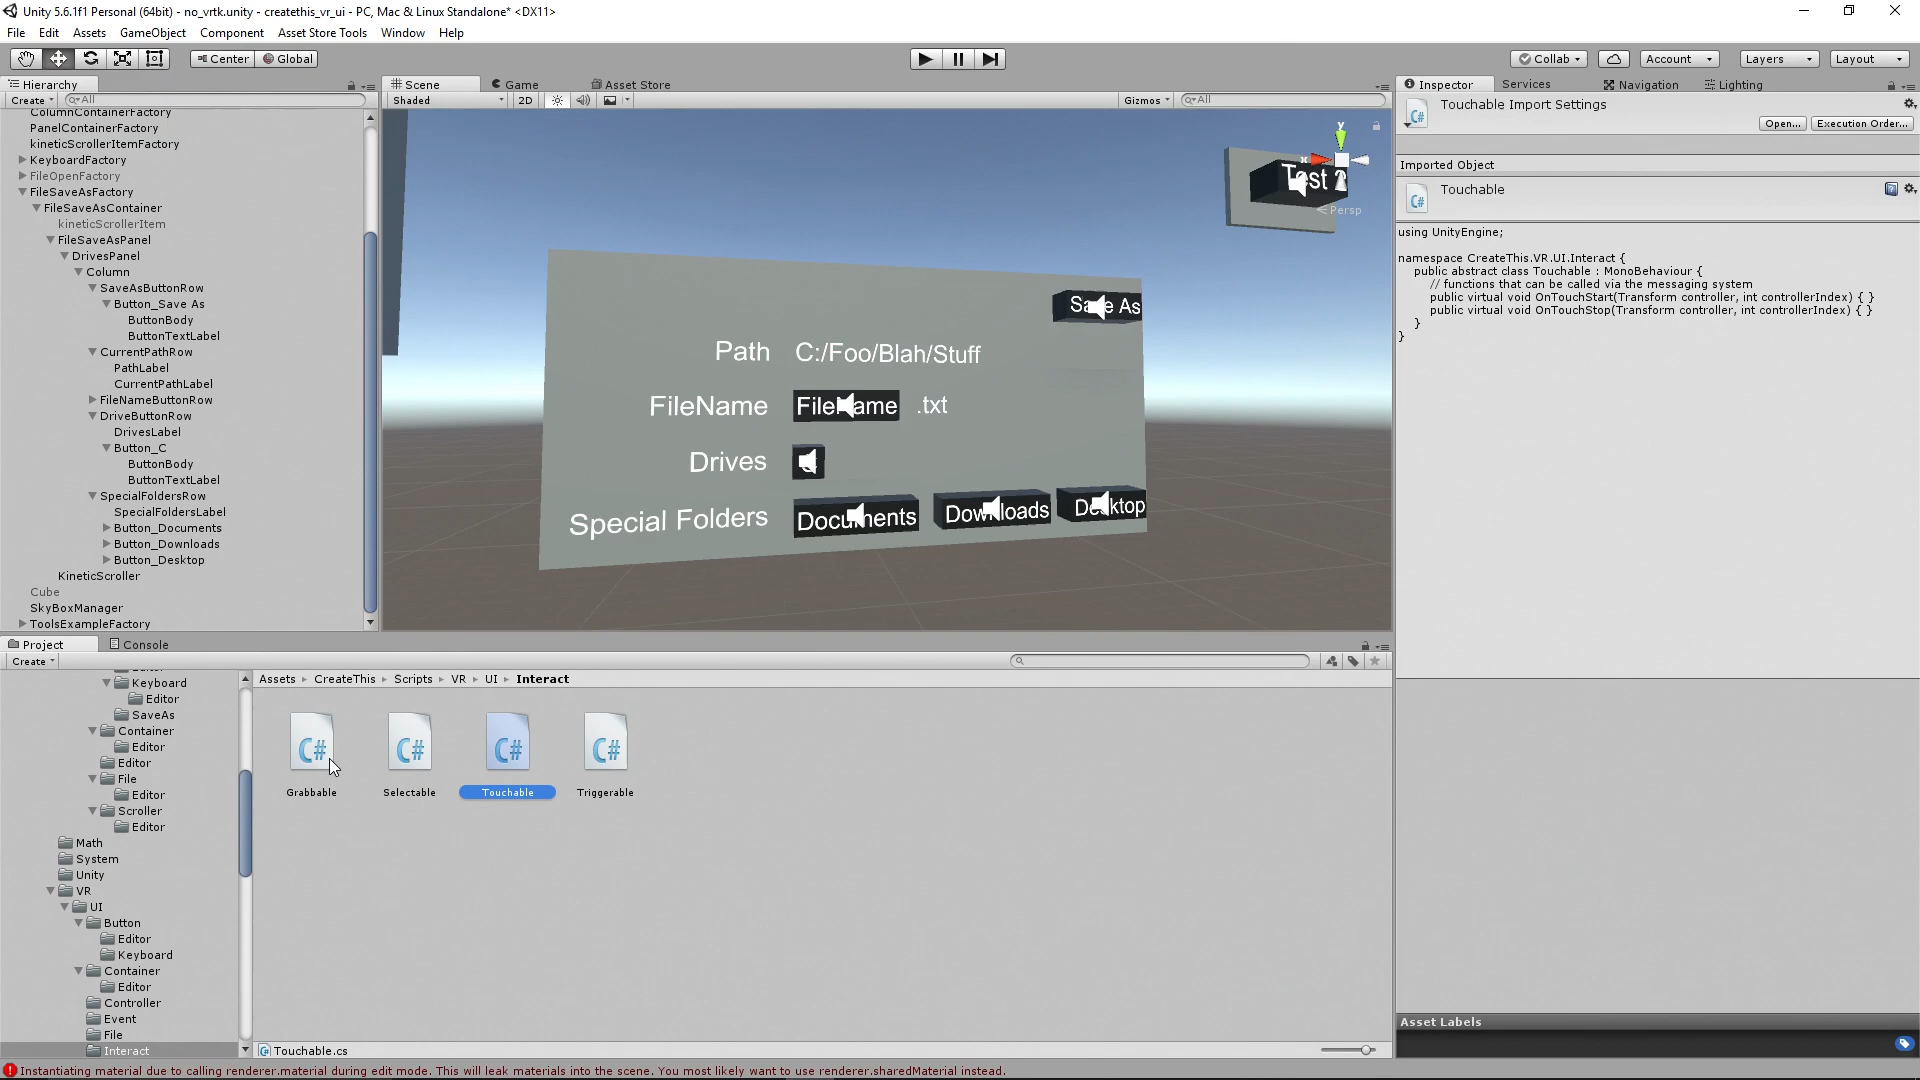 Unity 5.6.1f1 Personal (64bit) - no_vrtk.unity - createthis_vr_ui - PC, Mac & Linux Standalone* <DX11>
File Edit Assets GameObject Component Asset Store Tools Window Help
Center Global Collab Account Layers Layout
Hierarchy Scene Game Asset Store Inspector Services Navigation Lighting
Create All Shaded 2D Gizmos All
Touchable Import Settings
Open... Execution Order...
Imported Object
Touchable
using UnityEngine;
namespace CreateThis.VR.UI.Interact {
public abstract class Touchable : MonoBehaviour {
// functions that can be called via the messaging system
public virtual void OnTouchStart(Transform controller, int controllerIndex) { }
public virtual void OnTouchStop(Transform controller, int controllerIndex) { }
}
}
ColumnContainerFactory
PanelContainerFactory
kineticScrollerItemFactory
KeyboardFactory
FileOpenFactory
FileSaveAsFactory
FileSaveAsContainer
kineticScrollerItem
FileSaveAsPanel
DrivesPanel
Column
SaveAsButtonRow
Button_Save As
ButtonBody
ButtonTextLabel
CurrentPathRow
PathLabel
CurrentPathLabel
FileNameButtonRow
DriveButtonRow
DrivesLabel
Button_C
ButtonBody
ButtonTextLabel
SpecialFoldersRow
SpecialFoldersLabel
Button_Documents
Button_Downloads
Button_Desktop
KineticScroller
Cube
SkyBoxManager
ToolsExampleFactory
y
x
Test 2
Persp
Save As
Path C:/Foo/Blah/Stuff
FileName FileName .txt
Drives
Special Folders Documents Downloads Desktop
Project Console
Create
Keyboard
Editor
SaveAs
Container
Editor
Editor
File
Editor
Scroller
Editor
Math
System
Unity
VR
UI
Button
Editor
Keyboard
Container
Editor
Controller
Event
File
Interact
Assets CreateThis Scripts VR UI Interact
C# C# C# C#
Grabbable Selectable Touchable Triggerable
Touchable.cs
Asset Labels
Instantiating material due to calling renderer.material during edit mode. This will leak materials into the scene. You most likely want to use renderer.sharedMaterial instead.